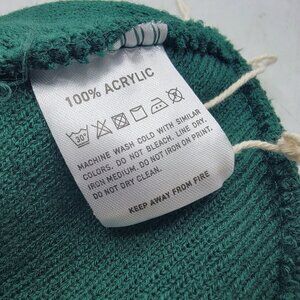 100% ACRYLIC
30°
MACHINE WASH COLD WITH SIMILAR
COLORS. DO NOT BLEACH. LINE DRY.
IRON MEDIUM. DO NOT IRON ON PRINT.
DO NOT DRY CLEAN.
KEEP AWAY FROM FIRE